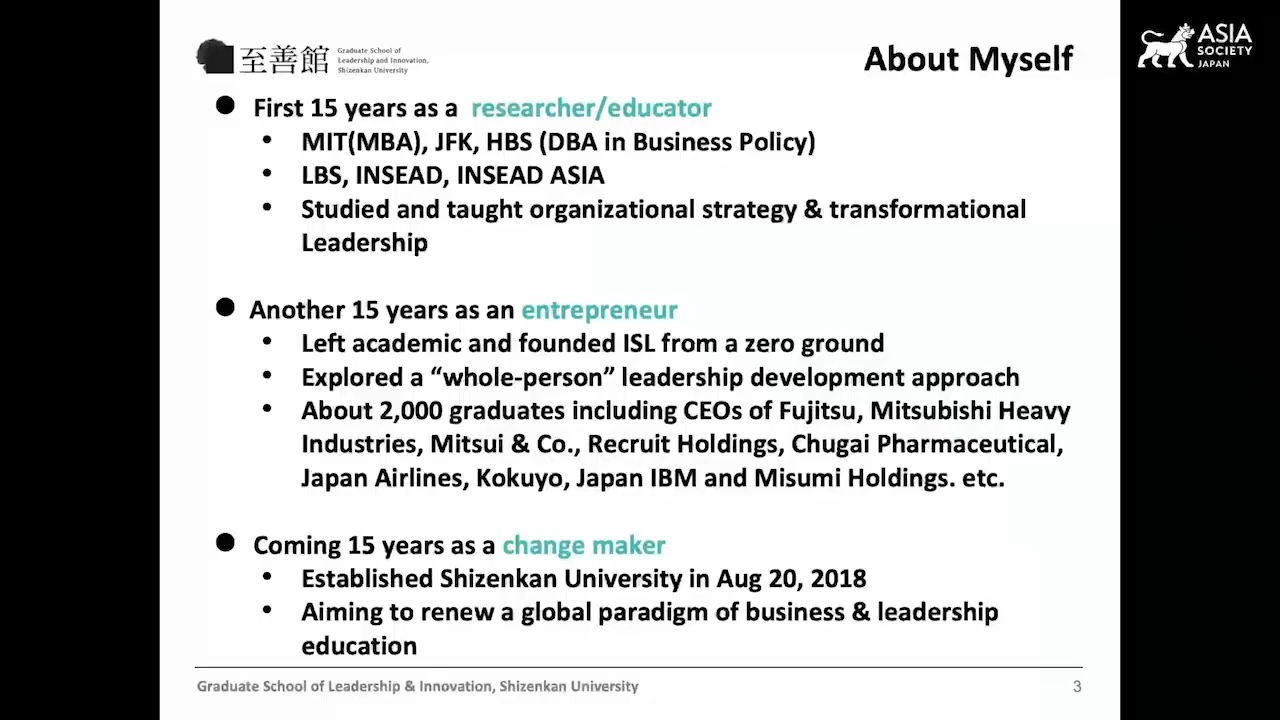 至善館
Graduate School of
Leadership and Innovation,
Shizenkan University
About Myself
ASIA
SOCIETY
JAPAN
● First 15 years as a researcher/educator
• MIT(MBA), JFK, HBS (DBA in Business Policy)
• LBS, INSEAD, INSEAD ASIA
• Studied and taught organizational strategy & transformational
Leadership
● Another 15 years as an entrepreneur
• Left academic and founded ISL from a zero ground
• Explored a “whole-person” leadership development approach
• About 2,000 graduates including CEOs of Fujitsu, Mitsubishi Heavy
Industries, Mitsui & Co., Recruit Holdings, Chugai Pharmaceutical,
Japan Airlines, Kokuyo, Japan IBM and Misumi Holdings. etc.
● Coming 15 years as a change maker
• Established Shizenkan University in Aug 20, 2018
• Aiming to renew a global paradigm of business & leadership
education
Graduate School of Leadership & Innovation, Shizenkan University
3